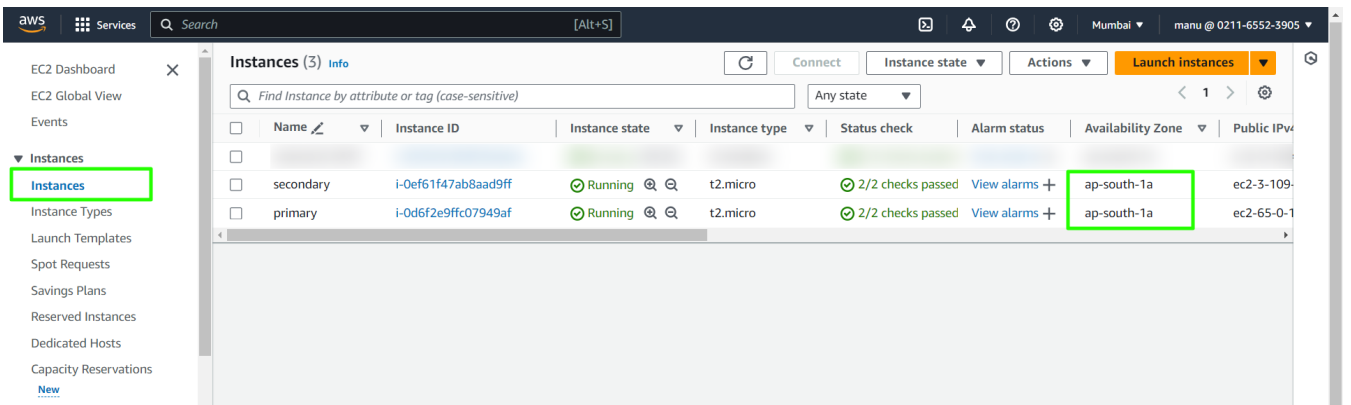 aws Services Search [Alt+S] Mumbai ▼ manu @ 0211-6552-3905 ▼
EC2 Dashboard
EC2 Global View
Events
▼ Instances
Instances
Instance Types
Launch Templates
Spot Requests
Savings Plans
Reserved Instances
Dedicated Hosts
Capacity Reservations
New
Instances (3) Info Connect Instance state ▼ Actions ▼ Launch instances ▼
Find Instance by attribute or tag (case-sensitive) Any state ▼ < 1 >
Name Instance ID Instance state Instance type Status check Alarm status Availability Zone Public IPv4
secondary i-0ef61f47ab8aad9ff Running t2.micro 2/2 checks passed View alarms + ap-south-1a ec2-3-109-
primary i-0d6f2e9ffc07949af Running t2.micro 2/2 checks passed View alarms + ap-south-1a ec2-65-0-1